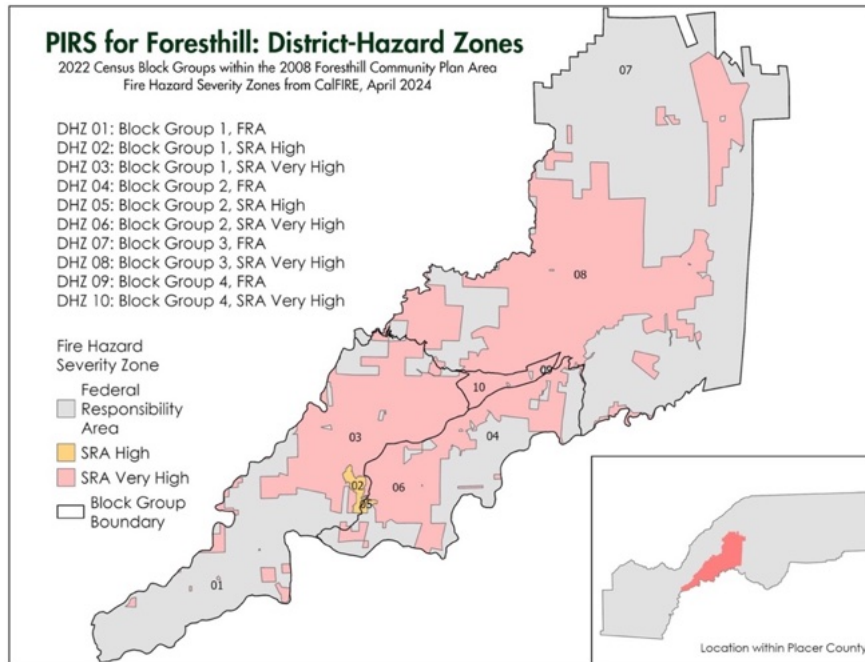 PIRS for Foresthill: District-Hazard Zones
2022 Census Block Groups within the 2008 Foresthill Community Plan Area
Fire Hazard Severity Zones from CalFIRE, April 2024
07
DHZ 01: Block Group 1, FRA
DHZ 02: Block Group 1, SRA High
DHZ 03: Block Group 1, SRA Very High
DHZ 04: Block Group 2, FRA
DHZ 05: Block Group 2, SRA High
DHZ 06: Block Group 2, SRA Very High
DHZ 07: Block Group 3, FRA
DHZ 08: Block Group 3, SRA Very High
DHZ 09: Block Group 4, FRA
DHZ 10: Block Group 4, SRA Very High
08
Fire Hazard
Severity Zone
Federal
Responsibility
Area
SRA High
SRA Very High
Block Group
Boundary
09
10
03
04
02
06
05
01
Location within Placer County